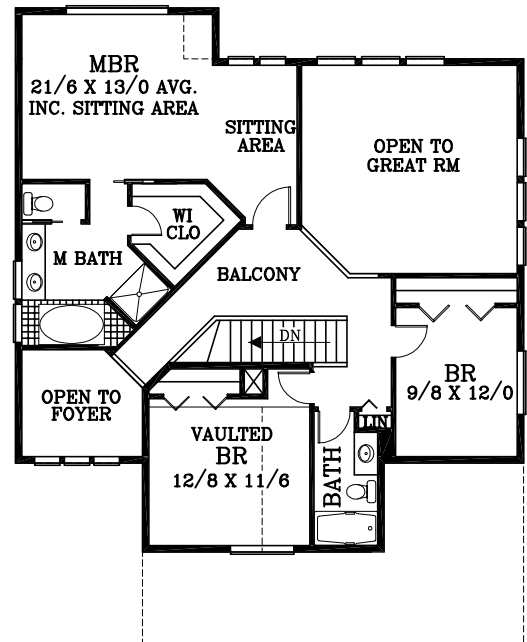 MBR
21/6 X 13/0 AVG.
INC. SITTING AREA
SITTING
AREA
OPEN TO
GREAT RM
WI
CLO
M BATH
BALCONY
DN
BR
9/8 X 12/0
OPEN TO
FOYER
LIN
VAULTED
BR
12/8 X 11/6
BATH